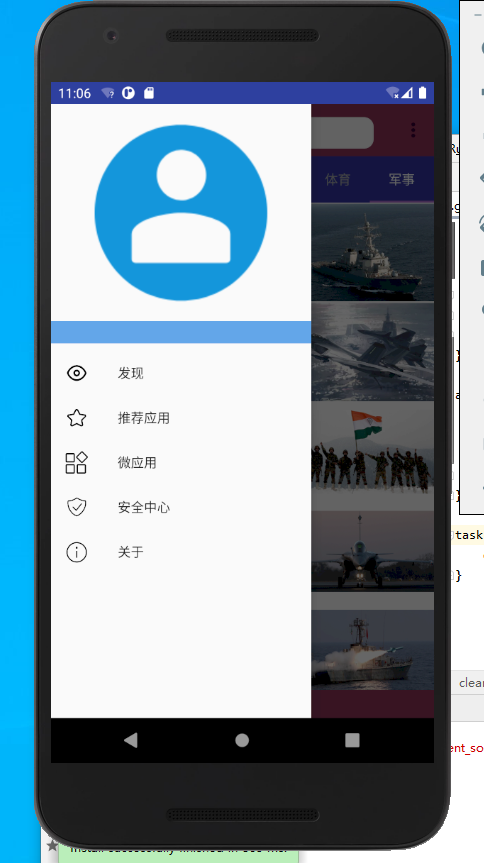 11:06
体育 军事
发现
推荐应用
微应用
安全中心
关于
task
}
clear
ent_so